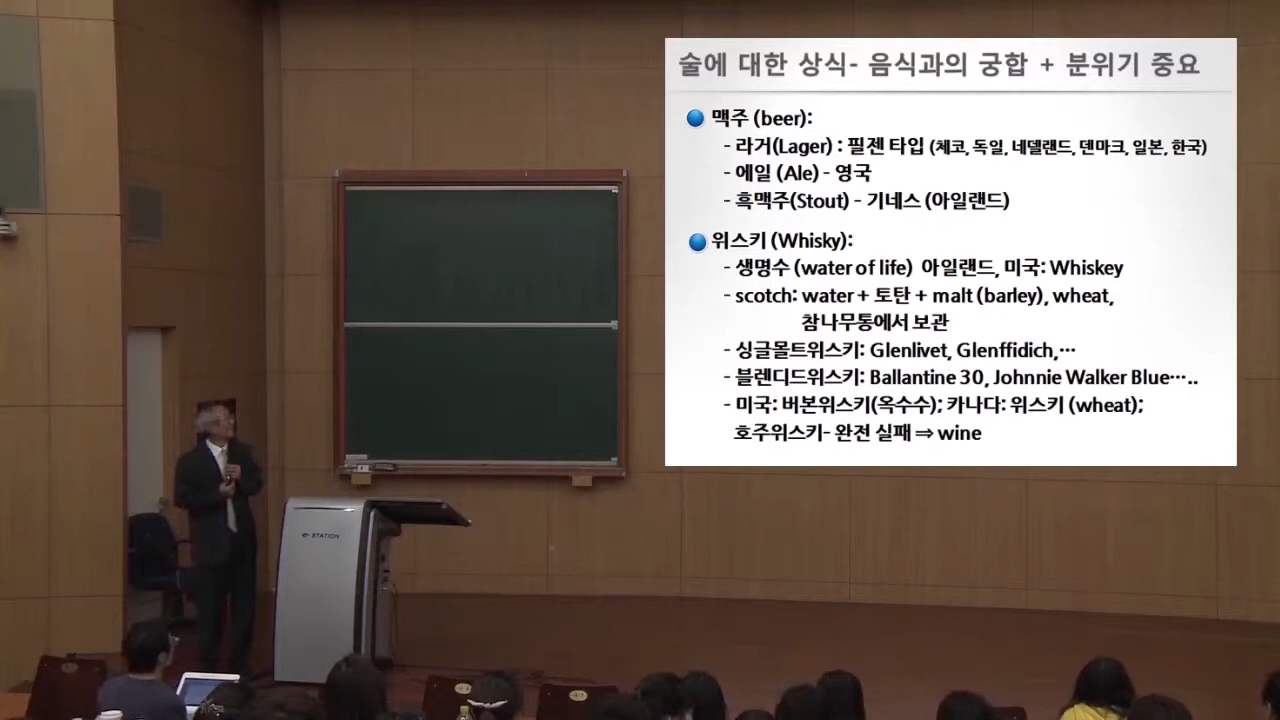 술에 대한 상식- 음식과의 궁합 + 분위기 중요
맥주 (beer):
- 라거(Lager) : 필젠 타입 (체코, 독일, 네델랜드, 덴마크, 일본, 한국)
- 에일 (Ale) - 영국
- 흑맥주(Stout) - 기네스 (아일랜드)
위스키 (Whisky):
- 생명수 (water of life) 아일랜드, 미국: Whiskey
- scotch: water + 토탄 + malt (barley), wheat,
참나무통에서 보관
- 싱글몰트위스키: Glenlivet, Glenffidich,⋯
- 블렌디드위스키: Ballantine 30, Johnnie Walker Blue⋯..
- 미국: 버본위스키(옥수수); 카나다: 위스키 (wheat);
호주위스키- 완전 실패 ⇒ wine
STATION